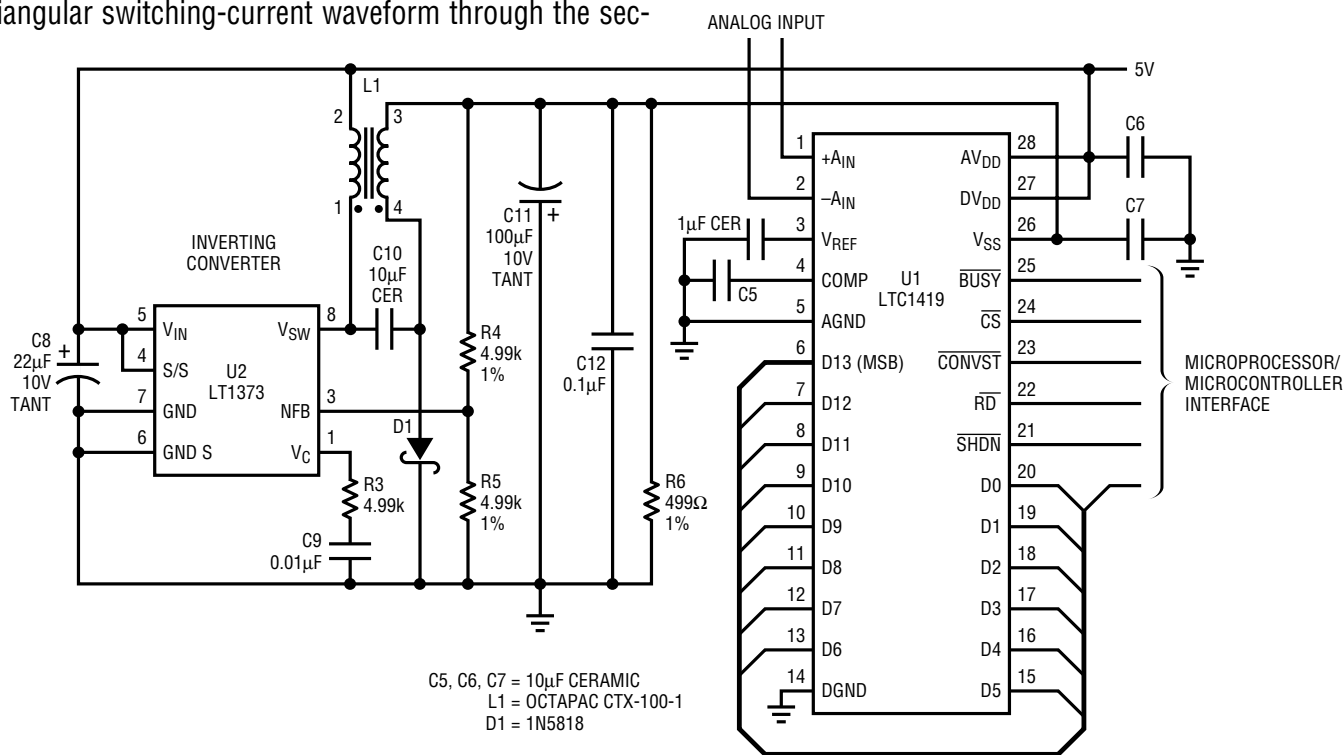 iangular switching-current waveform through the sec-
ANALOG INPUT
5V
L1
2
3
1
4
INVERTING
CONVERTER
C10
10µF
CER
C11
100µF
10V
TANT
+
C8
22µF
10V
TANT
+
5
VIN
4
S/S
7
GND
6
GND S
U2
LT1373
VSW
8
NFB
3
VC
1
R3
4.99k
C9
0.01µF
D1
R4
4.99k
1%
R5
4.99k
1%
C12
0.1µF
R6
499Ω
1%
1µF CER
C5
U1
LTC1419
1
+AIN
2
–AIN
3
VREF
4
COMP
5
AGND
6
D13 (MSB)
7
D12
8
D11
9
D10
10
D9
11
D8
12
D7
13
D6
14
DGND
AVDD
28
DVDD
27
VSS
26
BUSY
25
CS
24
CONVST
23
RD
22
SHDN
21
D0
20
D1
19
D2
18
D3
17
D4
16
D5
15
C6
C7
MICROPROCESSOR/
MICROCONTROLLER
INTERFACE
C5, C6, C7 = 10µF CERAMIC
L1 = OCTAPAC CTX-100-1
D1 = 1N5818